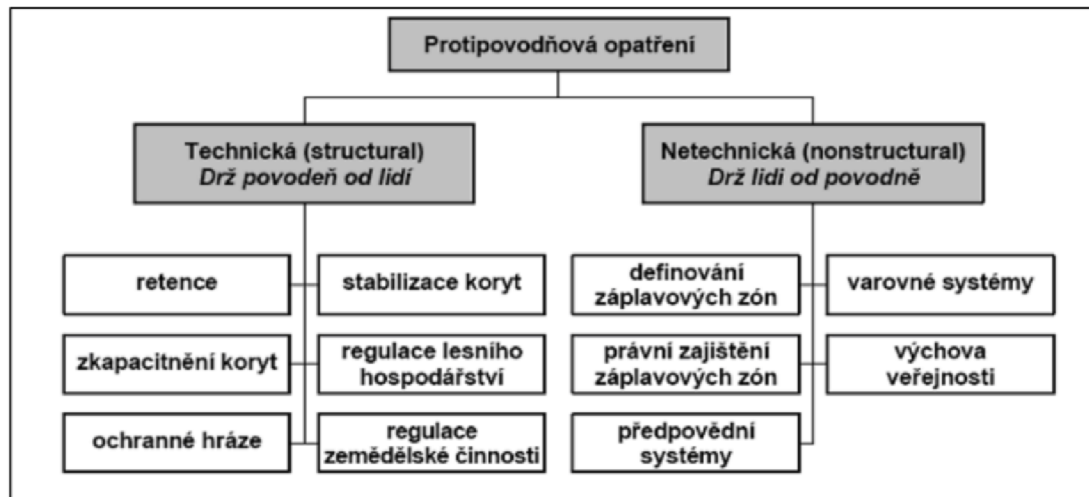 Protipovodňová opatření
Technická (structural)
Drž povodeň od lidí
Netechnická (nonstructural)
Drž lidi od povodně
retence
stabilizace koryt
zkapacitnění koryt
regulace lesního
hospodářství
ochranné hráze
regulace
zemědělské činnosti
definování
záplavových zón
varovné systémy
právní zajištění
záplavových zón
výchova
veřejnosti
předpovědní
systémy